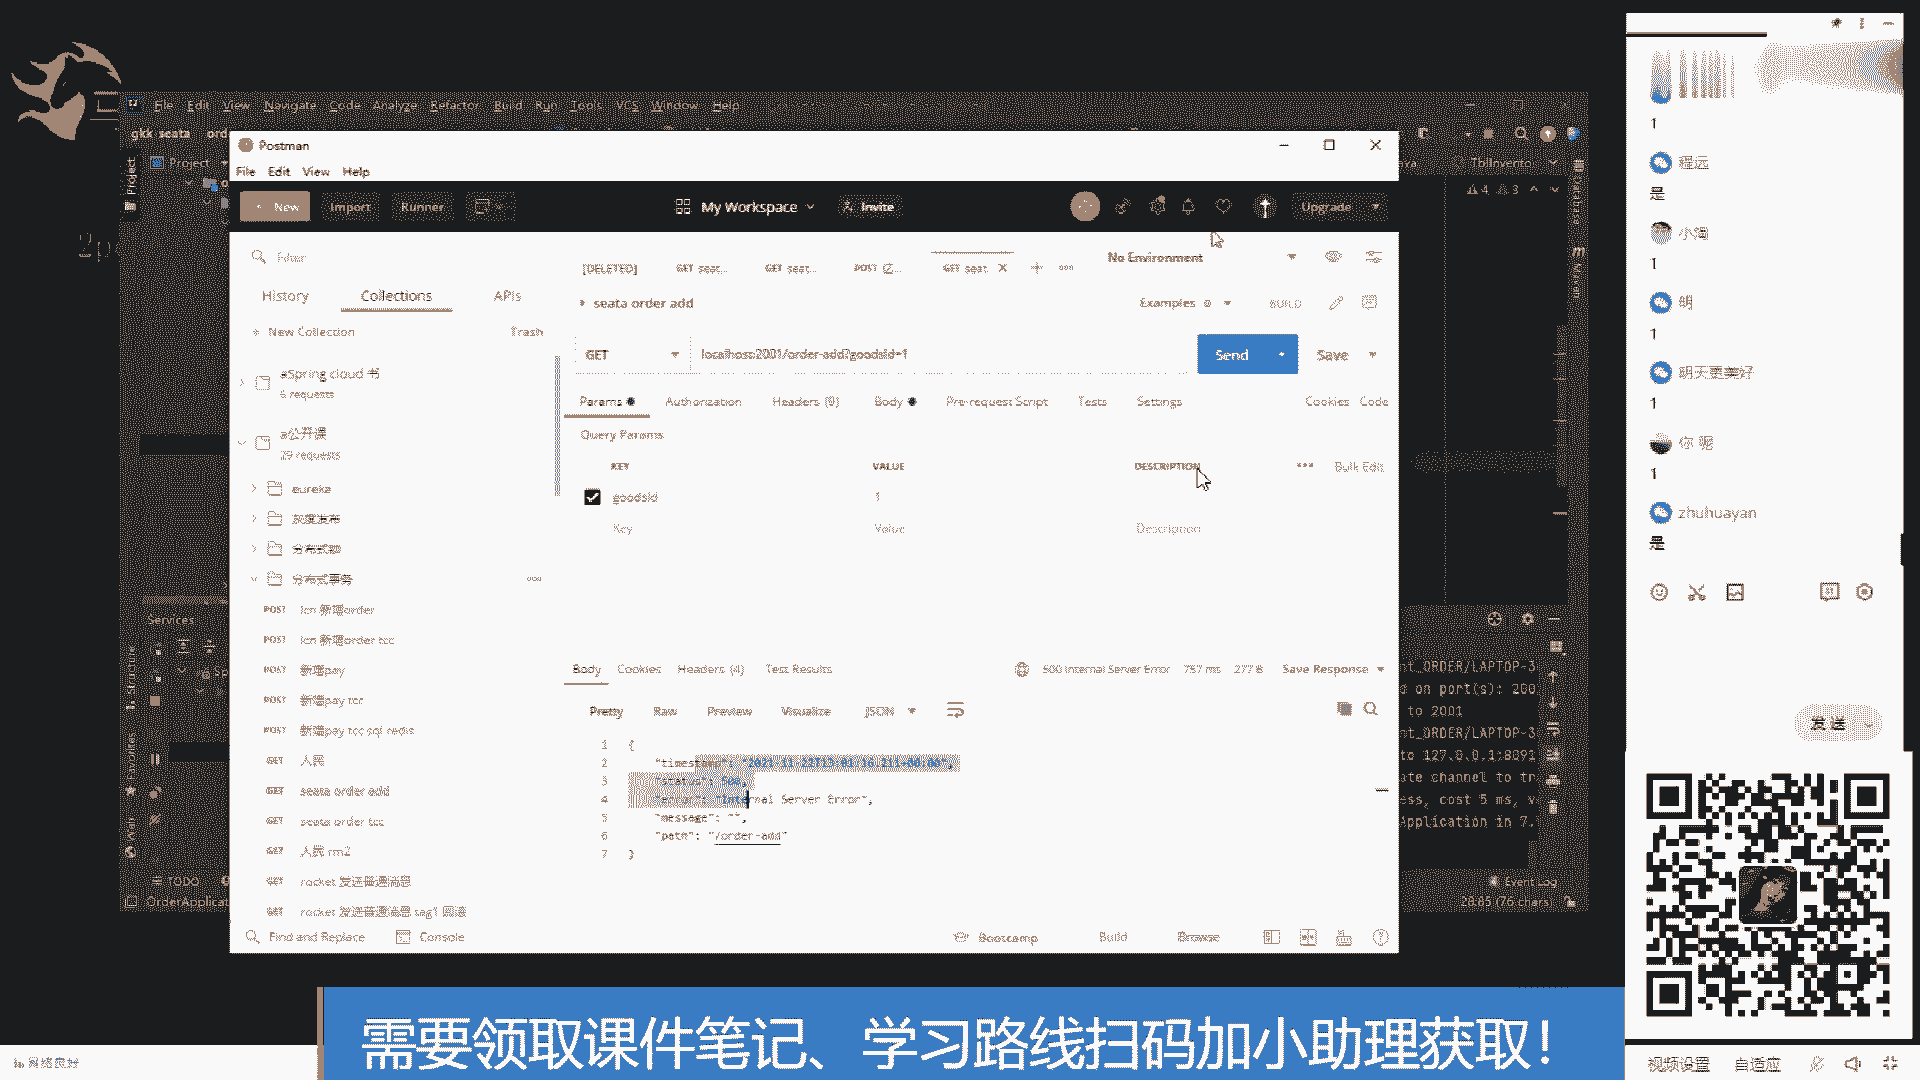 File Edit View Navigate Code Analyze Refactor Build Run Tools VCS Window Help
gkk seata ord
Project
Project
Postman
File Edit View Help
New Import Runner
My Workspace
Invite
Upgrade
Filter
History Collections APIs
New Collection Trash
aSpring cloud 书
6 requests
a公开课
29 requests
eureka
灰度发布
分布式事务
POST lcn 新增order
POST lcn 新增order tcc
POST 新增pay
POST 新增pay tcc
POST 新增pay tcc sql redis
GET 人民
GET seata order add
GET seata order tcc
GET 人民 rm2
GET rocket 发送普通消息
GET rocket 发送普通消息 tag1
Find and Replace Console
[DELETED] GET seat... GET seat... POST GET seat
No Environment
seata order add
Examples 0 BUILD
GET localhost:2001/order-add?goodsId=1
Send Save
Params Authorization Headers (9) Body Pre-request Script Tests Settings Cookies Code
Query Params
KEY VALUE DESCRIPTION Bulk Edit
goodsId 1
Key Value Description
Body Cookies Headers (4) Test Results
500 Internal Server Error 757 ms 277 B Save Response
Pretty Raw Preview Visualize JSON
1 {
2 "timestamp": "2021-11-22T13:01:16.211+00:00",
3 "status": 500,
4 "error": "Internal Server Error",
5 "message": "",
6 "path": "/order-add"
7 }
Bootcamp Build Browse
Services
Structure
Favorites
Web
TODO
OrderApplicat
4 3
Database
Maven
TblInvento
nt_ORDER/LAPTOP-3
d on port(s): 200
to 2001
nt_ORDER/LAPTOP-3
to 127.0.0.1:8091
ate channel to tr
ess, cost 5 ms, v
Application in 7.
Event Log
28:85 (76 chars)
1
程远
是
小淘
1
明
1
明天更美好
1
你 呢
1
zhuhuayan
是
发 送
需要领取课件笔记、学习路线扫码加小助理获取！
网络良好
视频设置 自适应